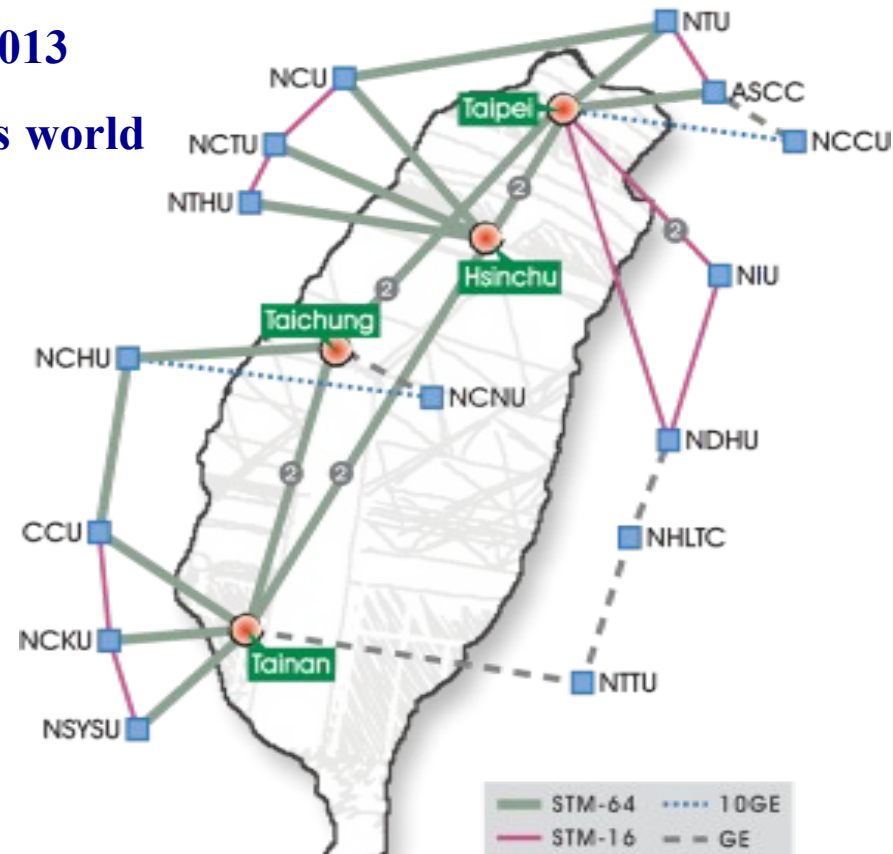 013
s world
NTU
NCU
ASCC
Taipei
NCCU
NCTU
2
NTHU
2
Hsinchu
NIU
2
Taichung
NCHU
NCNU
NDHU
2
2
CCU
NHLTC
NCKU
Tainan
NTTU
NSYSU
STM-64
10GE
STM-16
GE